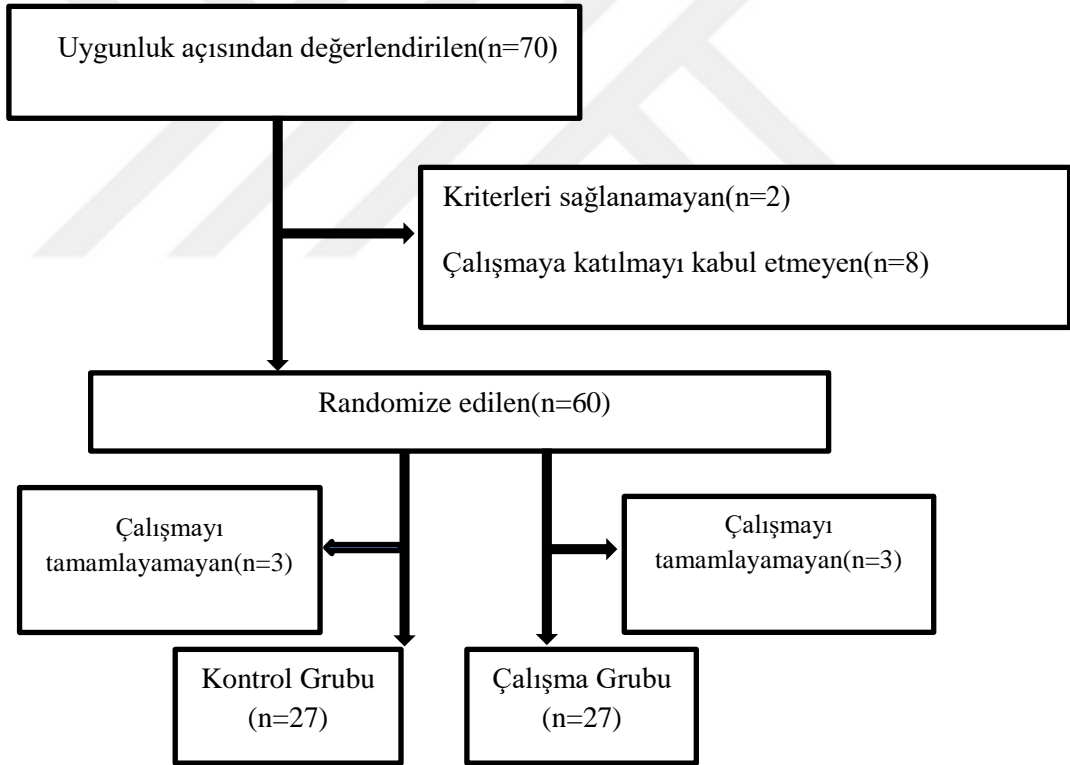 Uygunluk açısından değerlendirilen(n=70)
Kriterleri sağlanamayan(n=2)
Çalışmaya katılmayı kabul etmeyen(n=8)
Randomize edilen(n=60)
Çalışmayı
tamamlayamayan(n=3)
Çalışmayı
tamamlayamayan(n=3)
Kontrol Grubu
(n=27)
Çalışma Grubu
(n=27)